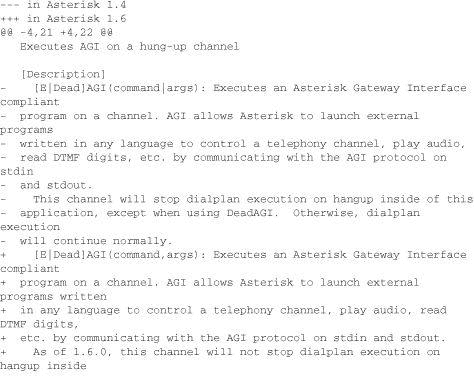 --- in Asterisk 1.4
+++ in Asterisk 1.6
@@ -4,21 +4,22 @@
Executes AGI on a hung-up channel

[Description]
-    [E|Dead]AGI(command|args): Executes an Asterisk Gateway Interface
compliant
-  program on a channel. AGI allows Asterisk to launch external
programs
-  written in any language to control a telephony channel, play audio,
-  read DTMF digits, etc. by communicating with the AGI protocol on
stdin
-  and stdout.
-    This channel will stop dialplan execution on hangup inside of this
-  application, except when using DeadAGI.  Otherwise, dialplan
execution
-  will continue normally.
+    [E|Dead]AGI(command,args): Executes an Asterisk Gateway Interface
compliant
+  program on a channel. AGI allows Asterisk to launch external
programs written
+  in any language to control a telephony channel, play audio, read
DTMF digits,
+  etc. by communicating with the AGI protocol on stdin and stdout.
+    As of 1.6.0, this channel will not stop dialplan execution on
hangup inside